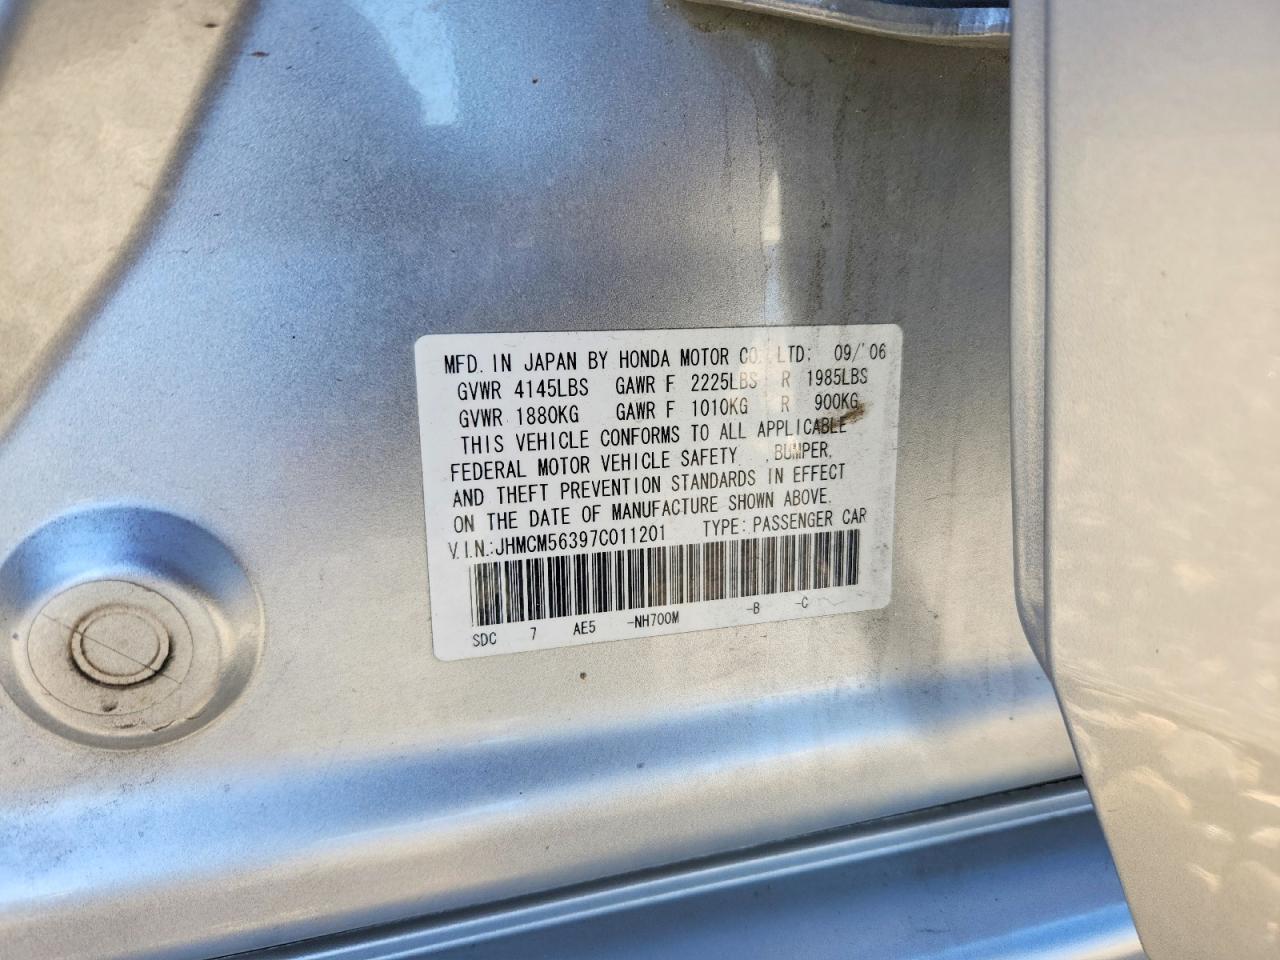 MFD. IN JAPAN BY HONDA MOTOR CO., LTD: 09/'06
GVWR 4145LBS GAWR F 2225LBS R 1985LBS
GVWR 1880KG GAWR F 1010KG R 900KG
THIS VEHICLE CONFORMS TO ALL APPLICABLE
FEDERAL MOTOR VEHICLE SAFETY , BUMPER,
AND THEFT PREVENTION STANDARDS IN EFFECT
ON THE DATE OF MANUFACTURE SHOWN ABOVE.
V.I.N.:JHMCM56397C011201 TYPE: PASSENGER CAR
SDC 7 AE5 -NH700M -B -C